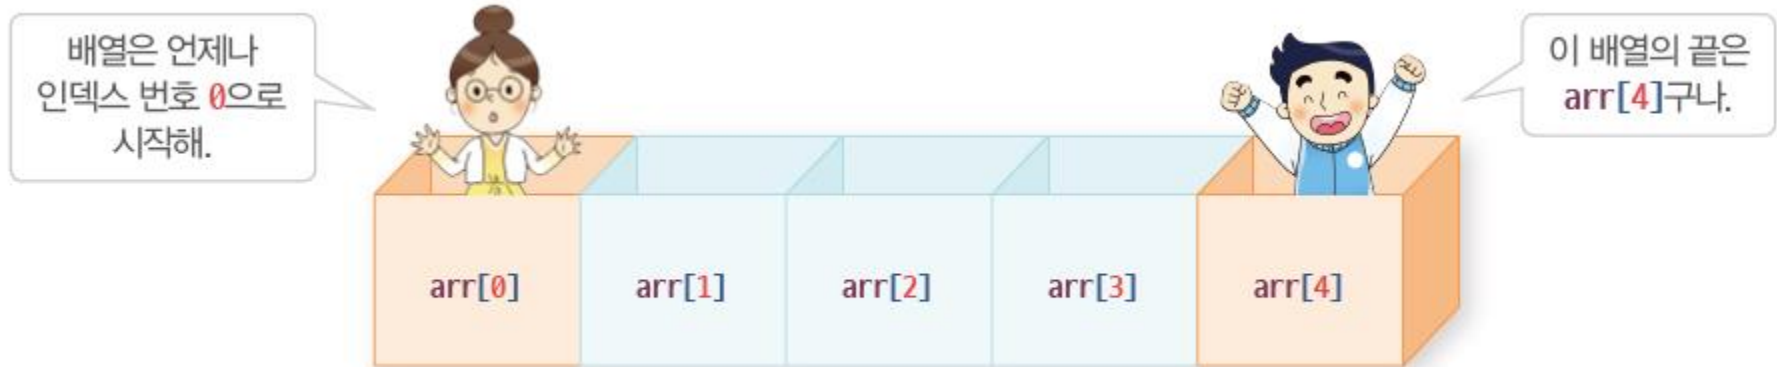 배열은 언제나
인덱스 번호 0으로
시작해.
이 배열의 끝은
arr[4]구나.
arr[0] arr[1] arr[2] arr[3] arr[4]